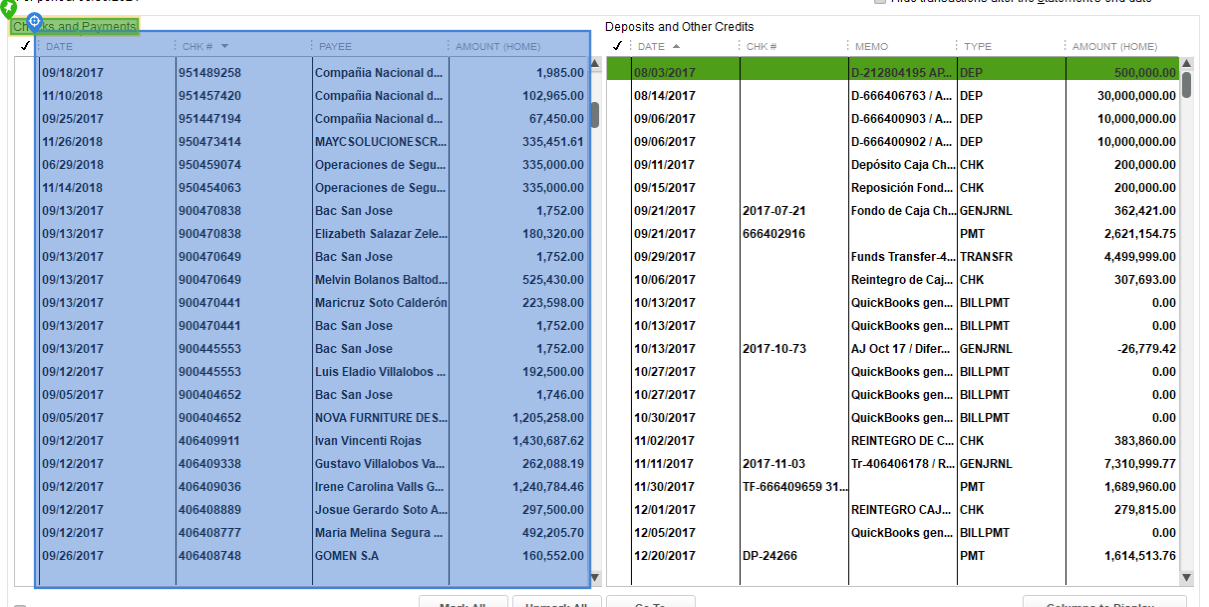 Checks and Payments
DATE CHK # PAYEE AMOUNT (HOME)
09/18/2017 951489258 Compañia Nacional d... 1,985.00
11/10/2018 951457420 Compañia Nacional d... 102,965.00
09/25/2017 951447194 Compañia Nacional d... 67,450.00
11/26/2018 950473414 MAYCSOLUCIONESCR... 335,451.61
06/29/2018 950459074 Operaciones de Segu... 335,000.00
11/14/2018 950454063 Operaciones de Segu... 335,000.00
09/13/2017 900470838 Bac San Jose 1,752.00
09/13/2017 900470838 Elizabeth Salazar Zele... 180,320.00
09/13/2017 900470649 Bac San Jose 1,752.00
09/13/2017 900470649 Melvin Bolanos Baltod... 525,430.00
09/13/2017 900470441 Maricruz Soto Calderón 223,598.00
09/13/2017 900470441 Bac San Jose 1,752.00
09/13/2017 900445553 Bac San Jose 1,752.00
09/12/2017 900445553 Luis Eladio Villalobos ... 192,500.00
09/05/2017 900404652 Bac San Jose 1,746.00
09/05/2017 900404652 NOVA FURNITURE DES... 1,205,258.00
09/12/2017 406409911 Ivan Vincenti Rojas 1,430,687.62
09/12/2017 406409338 Gustavo Villalobos Va... 262,088.19
09/12/2017 406409036 Irene Carolina Valls G... 1,240,784.46
09/12/2017 406408889 Josue Gerardo Soto A... 297,500.00
09/12/2017 406408777 Maria Melina Segura ... 492,205.70
09/26/2017 406408748 GOMEN S.A 160,552.00
Deposits and Other Credits
DATE CHK # MEMO TYPE AMOUNT (HOME)
08/03/2017 D-212804195 AP... DEP 500,000.00
08/14/2017 D-666406763 / A... DEP 30,000,000.00
09/06/2017 D-666400903 / A... DEP 10,000,000.00
09/06/2017 D-666400902 / A... DEP 10,000,000.00
09/11/2017 Depósito Caja Ch... CHK 200,000.00
09/15/2017 Reposición Fond... CHK 200,000.00
09/21/2017 2017-07-21 Fondo de Caja Ch... GENJRNL 362,421.00
09/21/2017 666402916 PMT 2,621,154.75
09/29/2017 Funds Transfer-4... TRANSFR 4,499,999.00
10/06/2017 Reintegro de Caj... CHK 307,693.00
10/13/2017 QuickBooks gen... BILLPMT 0.00
10/13/2017 QuickBooks gen... BILLPMT 0.00
10/13/2017 2017-10-73 AJ Oct 17 / Difer... GENJRNL -26,779.42
10/27/2017 QuickBooks gen... BILLPMT 0.00
10/27/2017 QuickBooks gen... BILLPMT 0.00
10/30/2017 QuickBooks gen... BILLPMT 0.00
11/02/2017 REINTEGRO DE C... CHK 383,860.00
11/11/2017 2017-11-03 Tr-406406178 / R... GENJRNL 7,310,999.77
11/30/2017 TF-666409659 31... PMT 1,689,960.00
12/01/2017 REINTEGRO CAJ... CHK 279,815.00
12/05/2017 QuickBooks gen... BILLPMT 0.00
12/20/2017 DP-24266 PMT 1,614,513.76